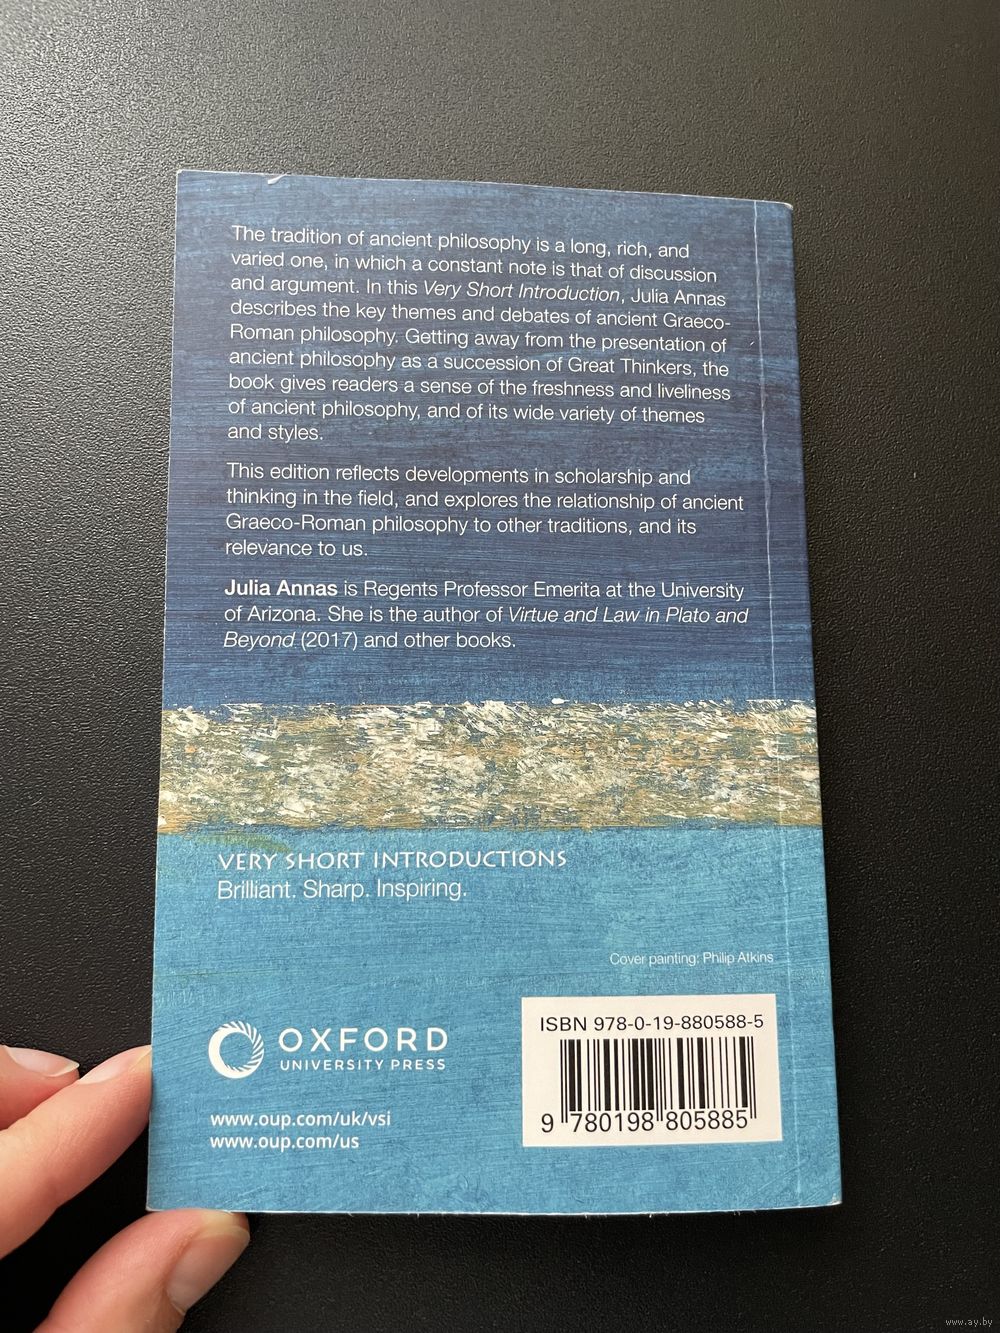 The tradition of ancient philosophy is a long, rich, and
varied one, in which a constant note is that of discussion
and argument. In this Very Short Introduction, Julia Annas
describes the key themes and debates of ancient Graeco-
Roman philosophy. Getting away from the presentation of
ancient philosophy as a succession of Great Thinkers, the
book gives readers a sense of the freshness and liveliness
of ancient philosophy, and of its wide variety of themes
and styles.
This edition reflects developments in scholarship and
thinking in the field, and explores the relationship of ancient
Graeco-Roman philosophy to other traditions, and its
relevance to us.
Julia Annas is Regents Professor Emerita at the University
of Arizona. She is the author of Virtue and Law in Plato and
Beyond (2017) and other books.
VERY SHORT INTRODUCTIONS
Brilliant. Sharp. Inspiring.
Cover painting: Philip Atkins
OXFORD
UNIVERSITY PRESS
www.oup.com/uk/vsi
www.oup.com/us
ISBN 978-0-19-880588-5
9 780198 805885
www.ay.by